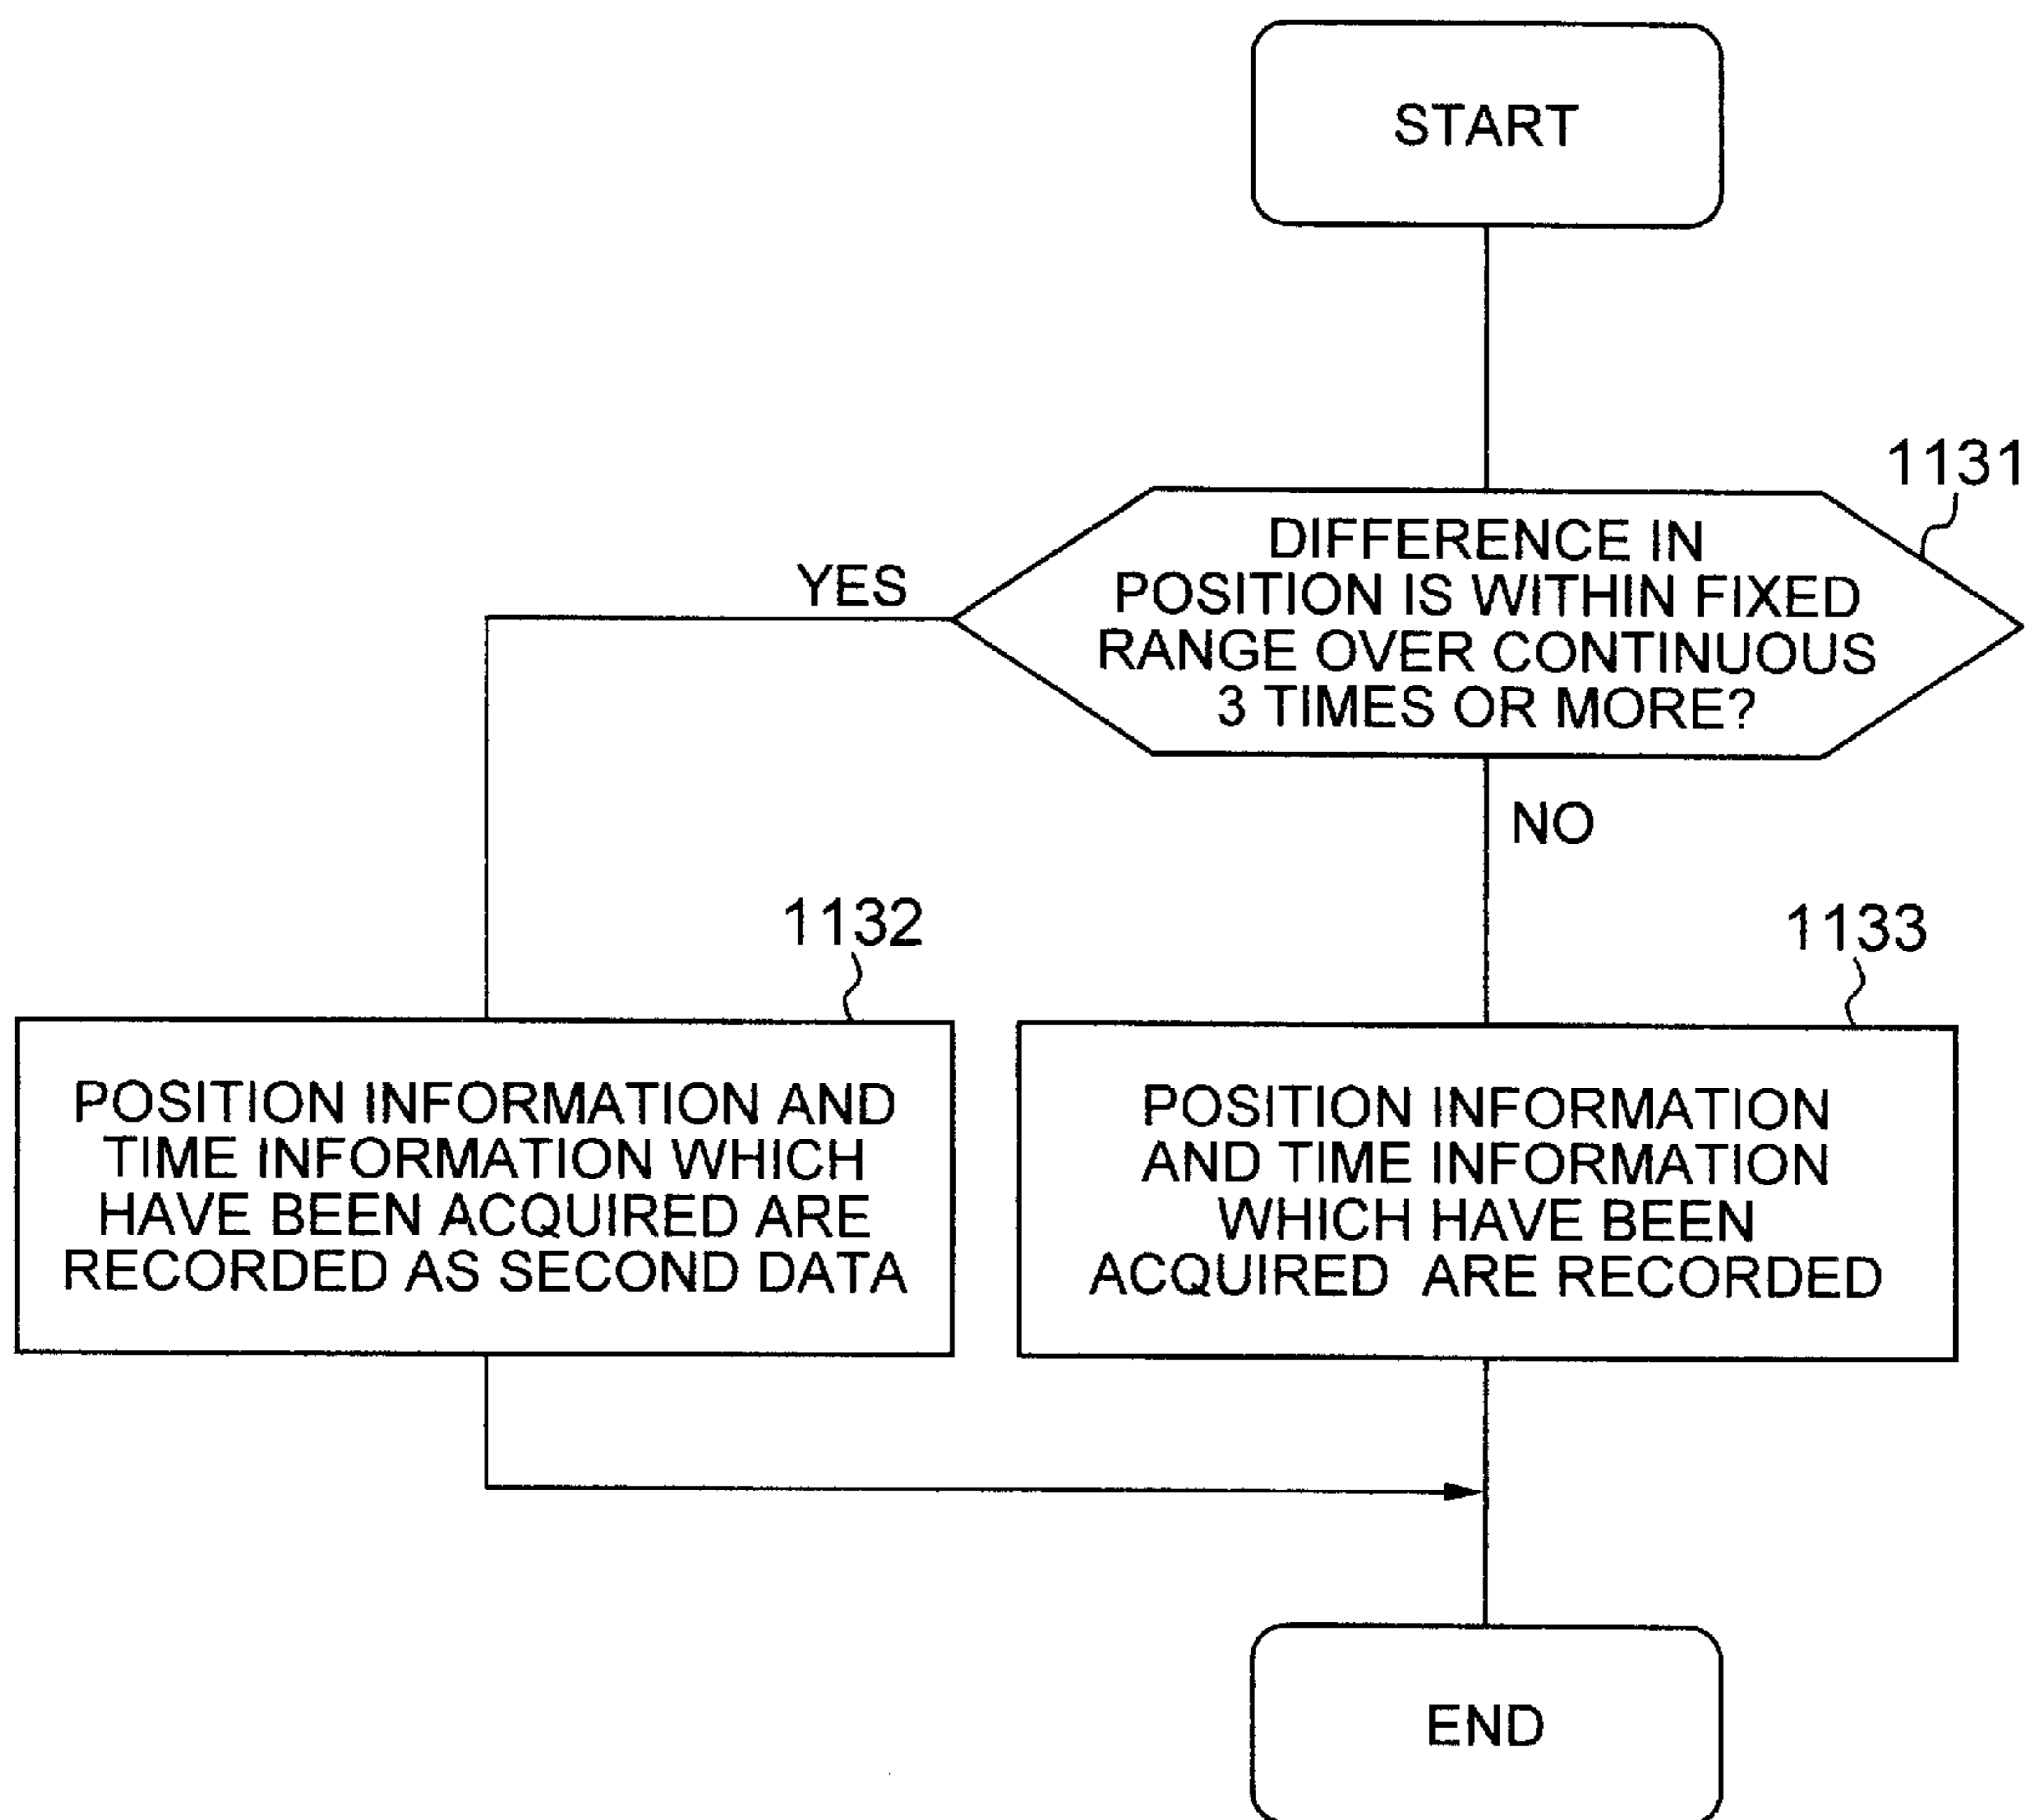 START
1131
DIFFERENCE IN
POSITION IS WITHIN FIXED
RANGE OVER CONTINUOUS
3 TIMES OR MORE?
YES
NO
1132
POSITION INFORMATION AND
TIME INFORMATION WHICH
HAVE BEEN ACQUIRED ARE
RECORDED AS SECOND DATA
1133
POSITION INFORMATION
AND TIME INFORMATION
WHICH HAVE BEEN
ACQUIRED ARE RECORDED
END